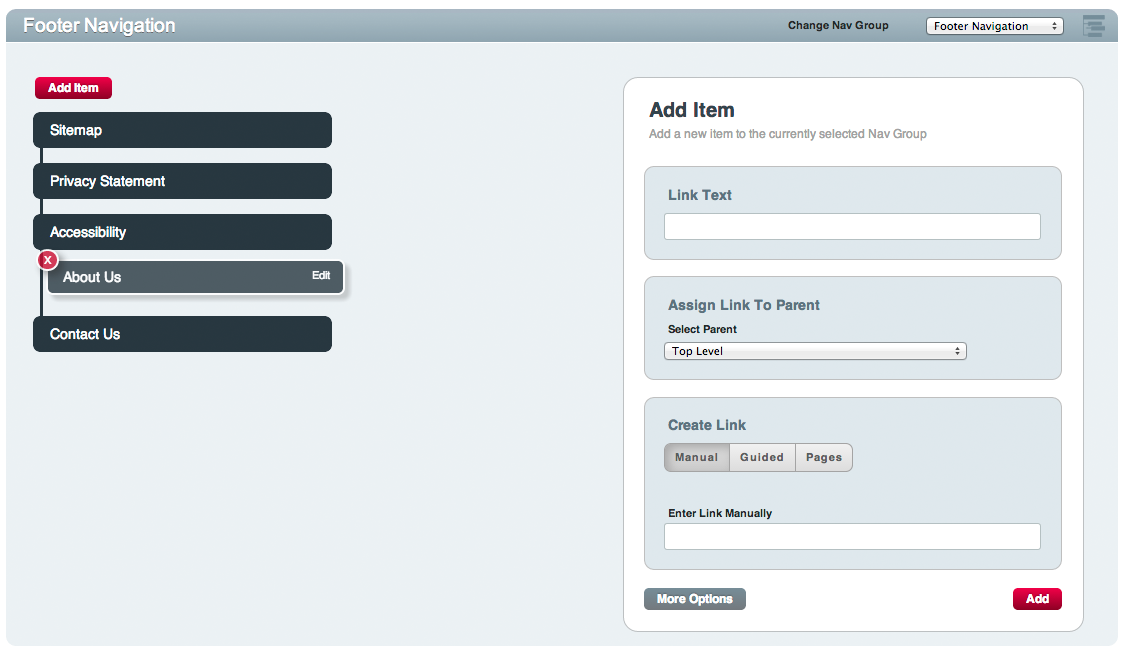 Footer Navigation
Change Nav Group
Footer Navigation
Add Item
Sitemap
Privacy Statement
Accessibility
X
About Us
Edit
Contact Us
Add Item
Add a new item to the currently selected Nav Group
Link Text
Assign Link To Parent
Select Parent
Top Level
Create Link
Manual Guided Pages
Enter Link Manually
More Options
Add